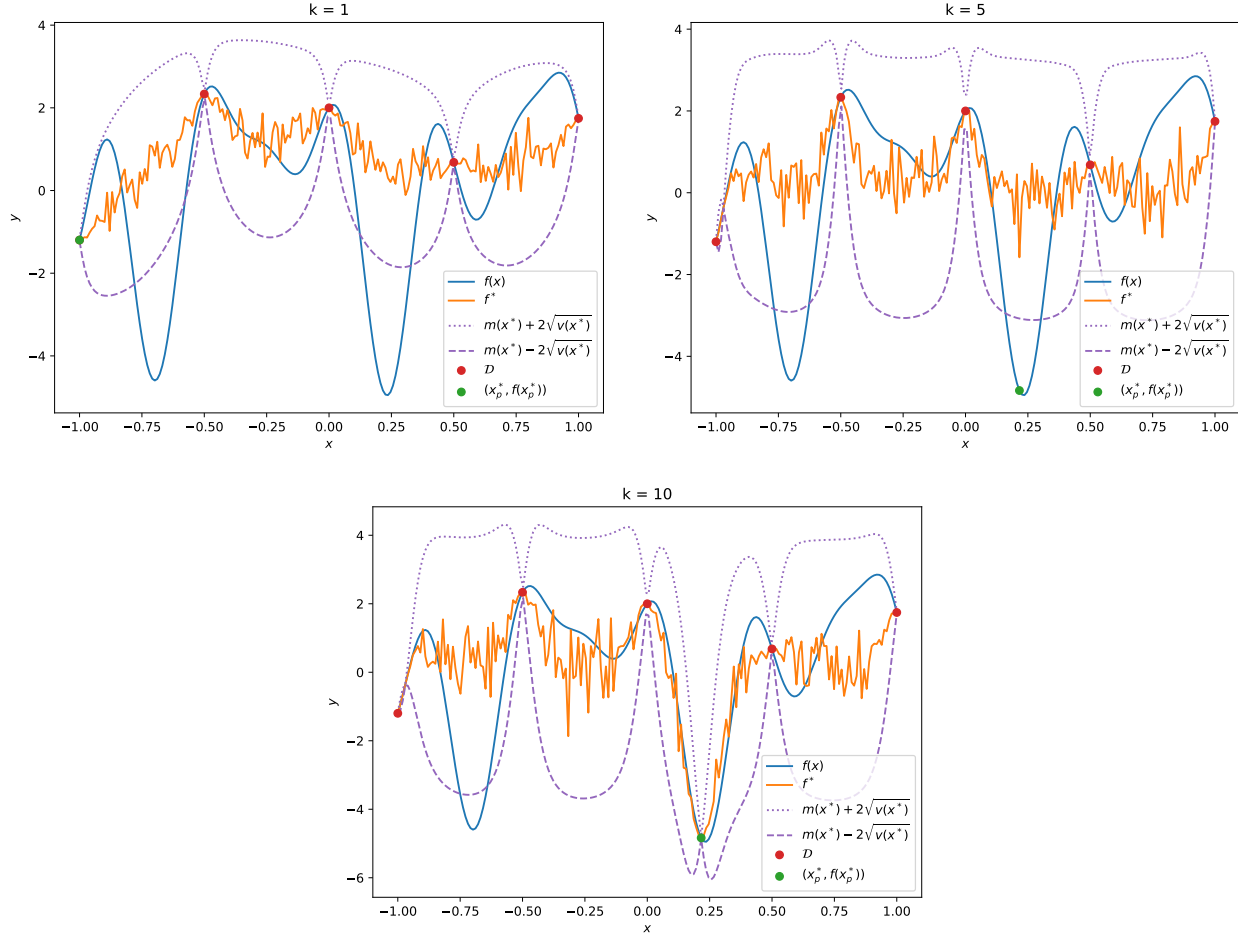 k = 1
4
2
0
−2
−4
y
−1.00 −0.75 −0.50 −0.25 0.00 0.25 0.50 0.75 1.00
x
f(x)
f*
m(x*) + 2√v(x*)
m(x*) − 2√v(x*)
𝒟
(x*ₚ, f(x*ₚ))
k = 5
4
2
0
−2
−4
y
−1.00 −0.75 −0.50 −0.25 0.00 0.25 0.50 0.75 1.00
x
f(x)
f*
m(x*) + 2√v(x*)
m(x*) − 2√v(x*)
𝒟
(x*ₚ, f(x*ₚ))
k = 10
4
2
0
−2
−4
−6
y
−1.00 −0.75 −0.50 −0.25 0.00 0.25 0.50 0.75 1.00
x
f(x)
f*
m(x*) + 2√v(x*)
m(x*) − 2√v(x*)
𝒟
(x*ₚ, f(x*ₚ))